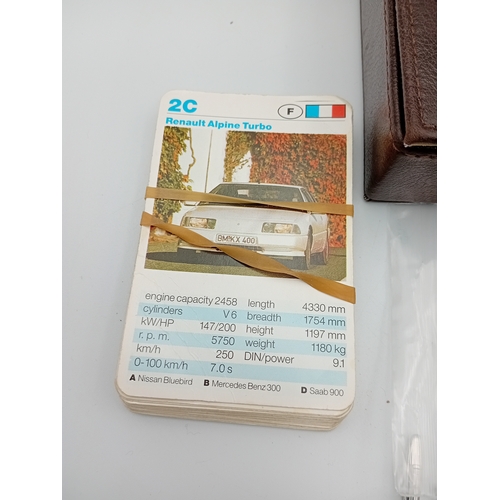 2C
F
Renault Alpine Turbo
BM·KX 400
engine capacity 2458 length 4330 mm
cylinders V6 breadth 1754 mm
kW/HP 147/200 height 1197 mm
r. p. m. 5750 weight 1180 kg
km/h 250 DIN/power 9.1
0-100 km/h 7.0 s
A Nissan Bluebird B Mercedes Benz 300 D Saab 900